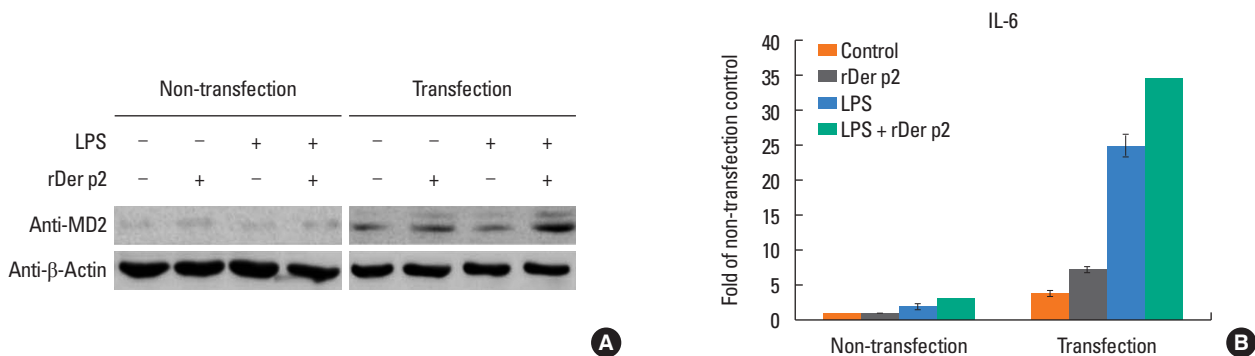 Non-transfection Transfection
LPS – – + + – – + +
rDer p2 – + – + – + – +
Anti-MD2
Anti-β-Actin
A
IL-6
Fold of non-transfection control
40
35
30
25
20
15
10
5
0
Control
rDer p2
LPS
LPS + rDer p2
Non-transfection Transfection
B